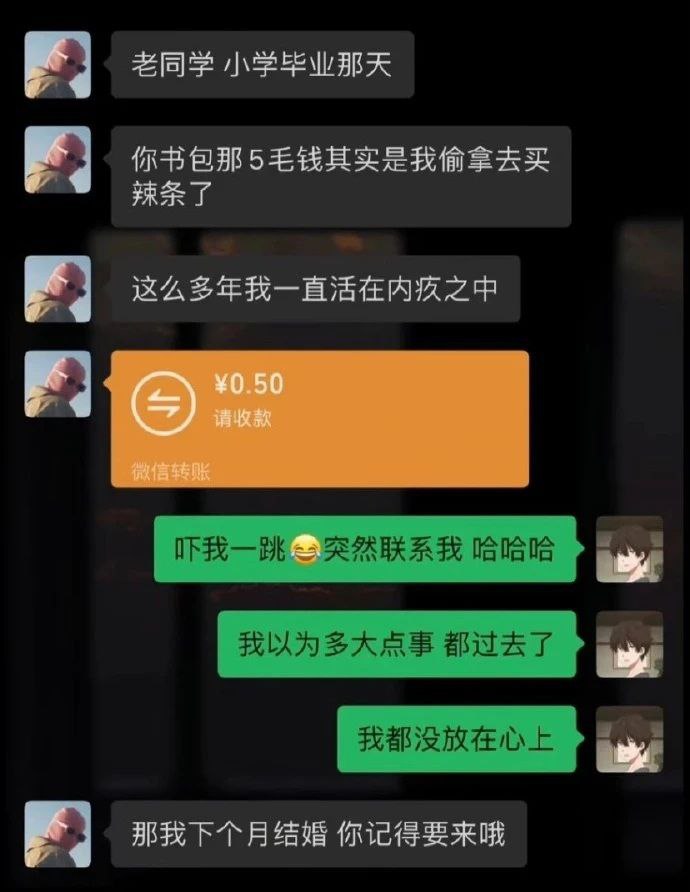 老同学 小学毕业那天
你书包那5毛钱其实是我偷拿去买
辣条了
这么多年我一直活在内疚之中
¥0.50
请收款
微信转账
吓我一跳😂突然联系我 哈哈哈
我以为多大点事 都过去了
我都没放在心上
那我下个月结婚 你记得要来哦